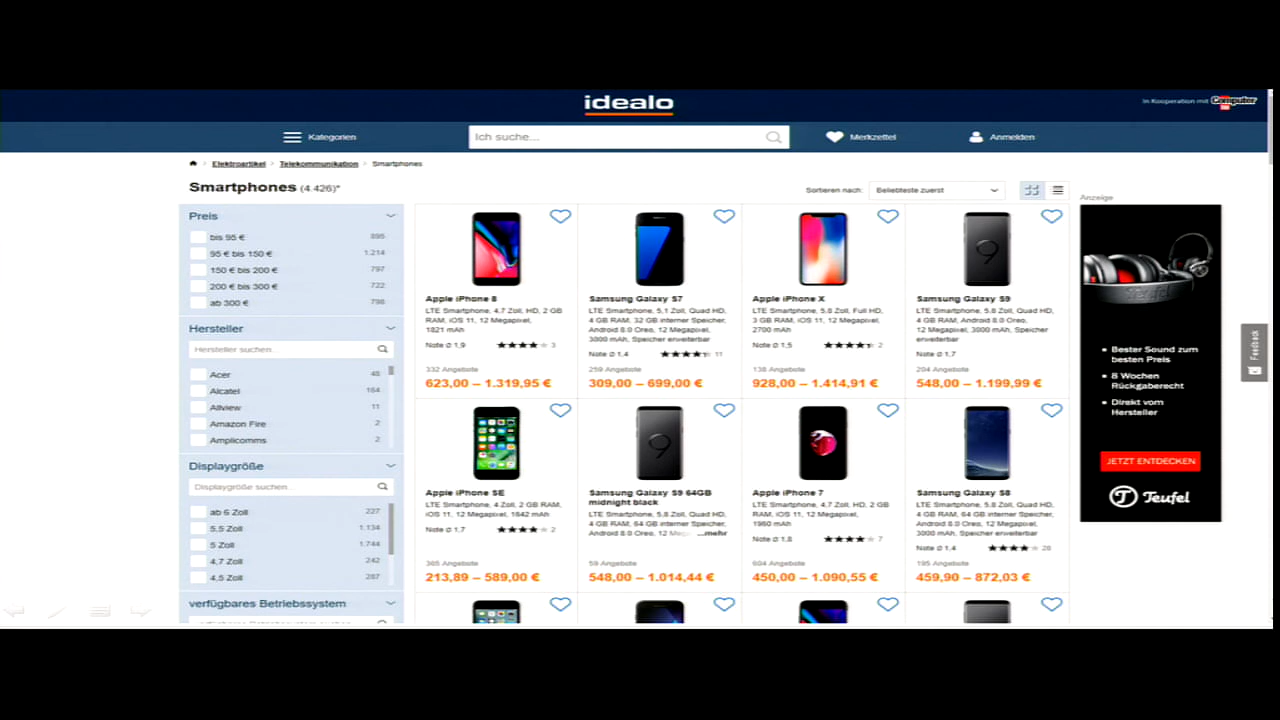 idealo
In Kooperation mit Computer
Kategorien
Ich suche...
Merkzettel
Anmelden
Elektroartikel > Telekommunikation > Smartphones
Smartphones (4.426)*
Sortieren nach: Beliebteste zuerst
Anzeige
Preis
bis 95 € 895
95 € bis 150 € 1.214
150 € bis 200 € 797
200 € bis 300 € 722
ab 300 € 798
Hersteller
Hersteller suchen...
Acer 48
Alcatel 164
Allview 11
Amazon Fire 2
Amplicomms 2
Displaygröße
Displaygröße suchen...
ab 6 Zoll 227
5,5 Zoll 1.134
5 Zoll 1.744
4,7 Zoll 242
4,5 Zoll 287
verfügbares Betriebssystem
Apple iPhone 8
LTE Smartphone, 4,7 Zoll, HD, 2 GB
RAM, iOS 11, 12 Megapixel,
1821 mAh
Note Ø 1,9 ★★★★★ 3
332 Angebote
623,00 – 1.319,95 €
Samsung Galaxy S7
LTE Smartphone, 5,1 Zoll, Quad HD,
4 GB RAM, 32 GB interner Speicher,
Android 8.0 Oreo, 12 Megapixel,
3000 mAh, Speicher erweiterbar
Note Ø 1,4 ★★★★★ 11
259 Angebote
309,00 – 699,00 €
Apple iPhone X
LTE Smartphone, 5,8 Zoll, Full HD,
3 GB RAM, iOS 11, 12 Megapixel,
2700 mAh
Note Ø 1,5 ★★★★★ 2
138 Angebote
928,00 – 1.414,91 €
Samsung Galaxy S9
LTE Smartphone, 5,8 Zoll, Quad HD,
4 GB RAM, Android 8.0 Oreo,
12 Megapixel, 3000 mAh, Speicher
erweiterbar
Note Ø 1,7
204 Angebote
548,00 – 1.199,99 €
Apple iPhone SE
LTE Smartphone, 4 Zoll, 2 GB RAM,
iOS 11, 12 Megapixel, 1642 mAh
Note Ø 1,7 ★★★★★ 2
365 Angebote
213,89 – 589,00 €
Samsung Galaxy S9 64GB
midnight black
LTE Smartphone, 5,8 Zoll, Quad HD,
4 GB RAM, 64 GB interner Speicher,
Android 8.0 Oreo, 12 Mega ...mehr
59 Angebote
548,00 – 1.014,44 €
Apple iPhone 7
LTE Smartphone, 4,7 Zoll, HD, 2 GB
RAM, iOS 11, 12 Megapixel,
1960 mAh
Note Ø 1,8 ★★★★★ 7
604 Angebote
450,00 – 1.090,55 €
Samsung Galaxy S8
LTE Smartphone, 5,8 Zoll, Quad HD,
4 GB RAM, 64 GB interner Speicher,
Android 8.0 Oreo, 12 Megapixel,
3000 mAh, Speicher erweiterbar
Note Ø 1,4 ★★★★★ 28
195 Angebote
459,90 – 872,03 €
Bester Sound zum
besten Preis
8 Wochen
Rückgaberecht
Direkt vom
Hersteller
JETZT ENTDECKEN
Teufel
Feedback